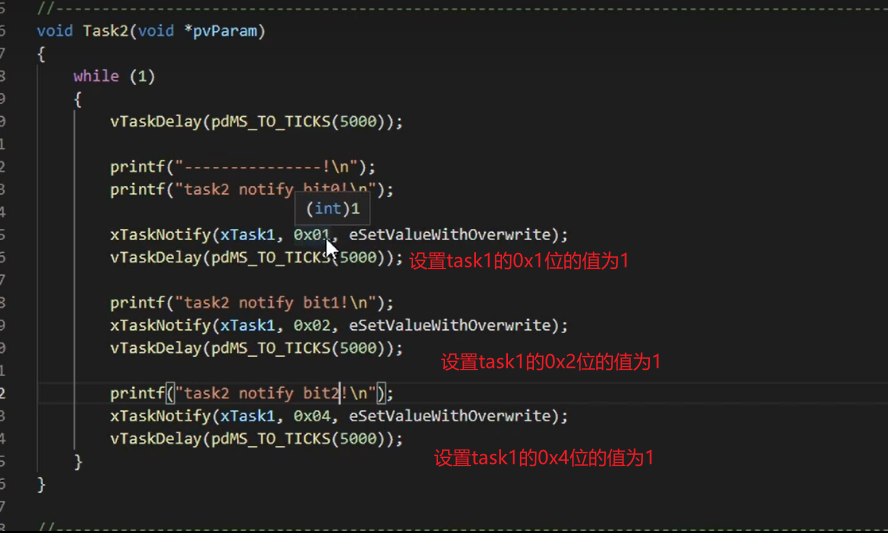 //--------------------------------------------------------------------------------
void Task2(void *pvParam)
{
while (1)
{
vTaskDelay(pdMS_TO_TICKS(5000));
printf("---------------!\n");
printf("task2 notify bit0!\n");
(int)1
xTaskNotify(xTask1, 0x01, eSetValueWithOverwrite);
vTaskDelay(pdMS_TO_TICKS(5000)); 设置task1的0x1位的值为1
printf("task2 notify bit1!\n");
xTaskNotify(xTask1, 0x02, eSetValueWithOverwrite);
vTaskDelay(pdMS_TO_TICKS(5000));
设置task1的0x2位的值为1
printf("task2 notify bit2!\n");
xTaskNotify(xTask1, 0x04, eSetValueWithOverwrite);
vTaskDelay(pdMS_TO_TICKS(5000));
设置task1的0x4位的值为1
}
}
//--------------------------------------------------------------------------------